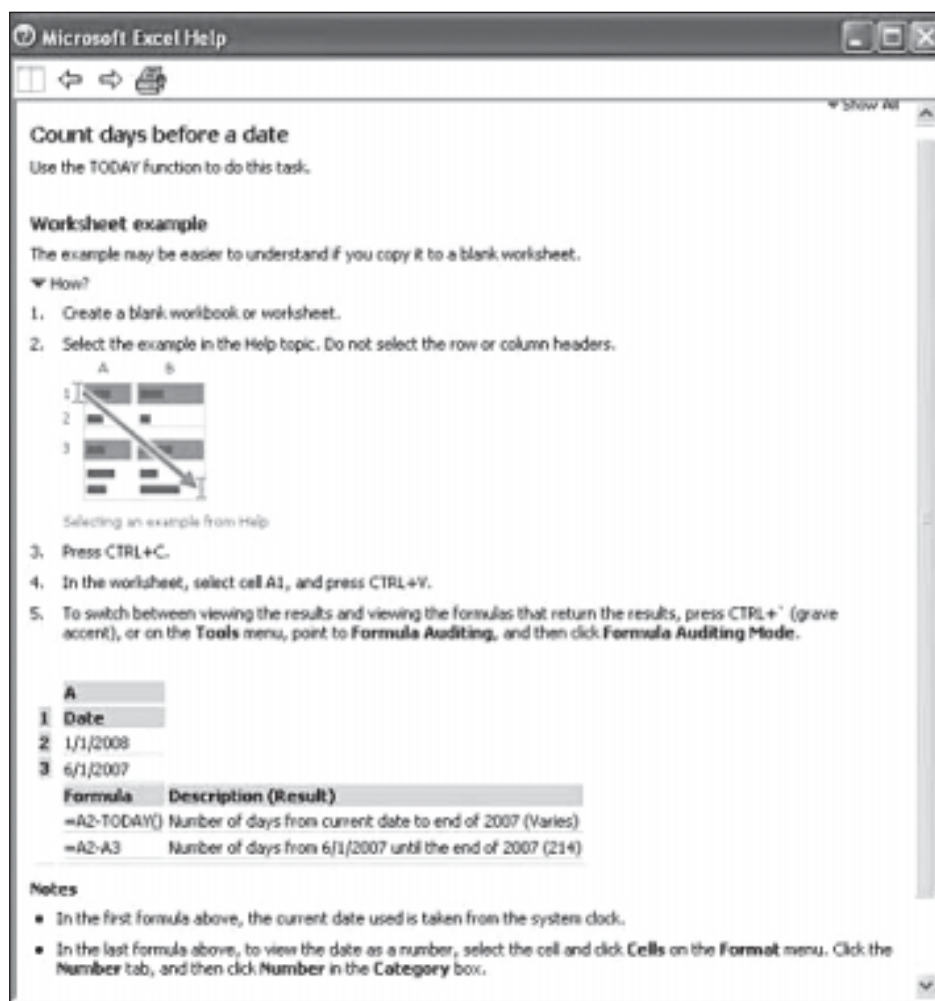 Microsoft Excel Help
Show All
Count days before a date
Use the TODAY function to do this task.
Worksheet example
The example may be easier to understand if you copy it to a blank worksheet.
How?
1. Create a blank workbook or worksheet.
2. Select the example in the Help topic. Do not select the row or column headers.
A B
1
2
3
Selecting an example from Help
3. Press CTRL+C.
4. In the worksheet, select cell A1, and press CTRL+V.
5. To switch between viewing the results and viewing the formulas that return the results, press CTRL+` (grave
accent), or on the Tools menu, point to Formula Auditing, and then click Formula Auditing Mode.
A
1 Date
2 1/1/2008
3 6/1/2007
Formula Description (Result)
=A2-TODAY() Number of days from current date to end of 2007 (Varies)
=A2-A3 Number of days from 6/1/2007 until the end of 2007 (214)
Notes
• In the first formula above, the current date used is taken from the system clock.
• In the last formula above, to view the date as a number, select the cell and click Cells on the Format menu. Click the
Number tab, and then click Number in the Category box.